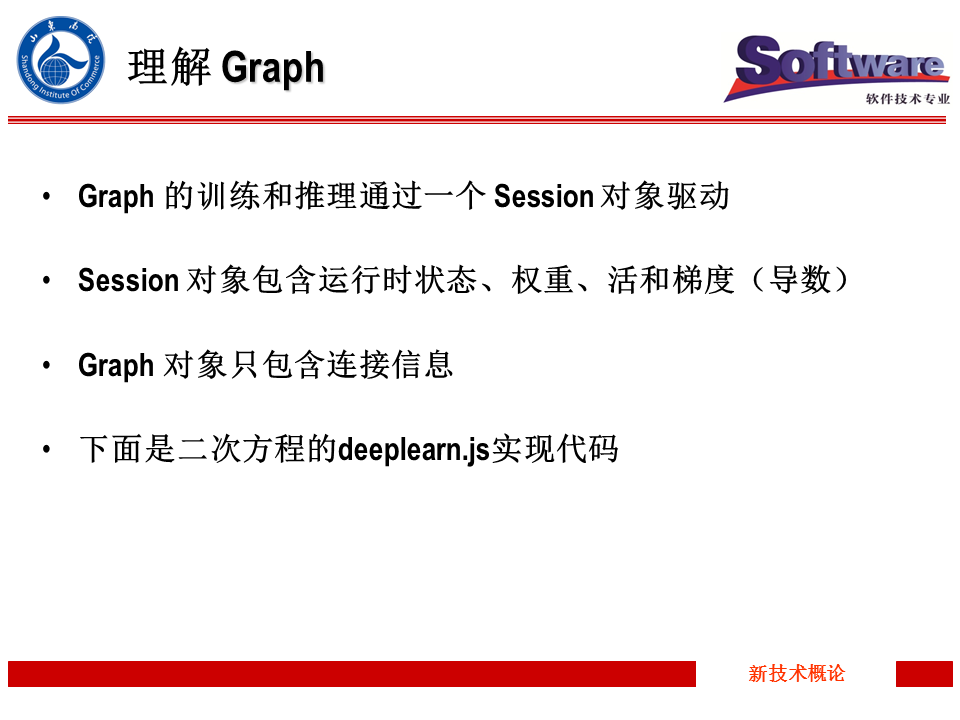 山东商院
Shandong Institute Of Commerce
理解 Graph
Software
软件技术专业
• Graph 的训练和推理通过一个 Session 对象驱动
• Session 对象包含运行时状态、权重、活和梯度（导数）
• Graph 对象只包含连接信息
• 下面是二次方程的deeplearn.js实现代码
新技术概论